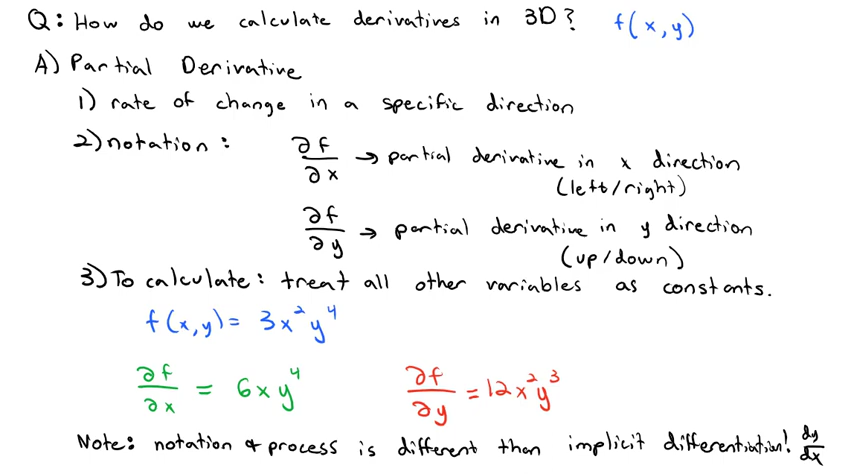 Q: How do we calculate derivatives in 3D? f(x,y)
A) Partial Derivative
1) rate of change in a specific direction
2) notation: ∂f/∂x → partial derivative in x direction
(left/right)
∂f/∂y → partial derivative in y direction
(up/down)
3) To calculate: treat all other variables as constants.
f(x,y) = 3x²y⁴
∂f/∂x = 6xy⁴ ∂f/∂y = 12x²y³
Note: notation & process is different than implicit differentiation! dy/dx